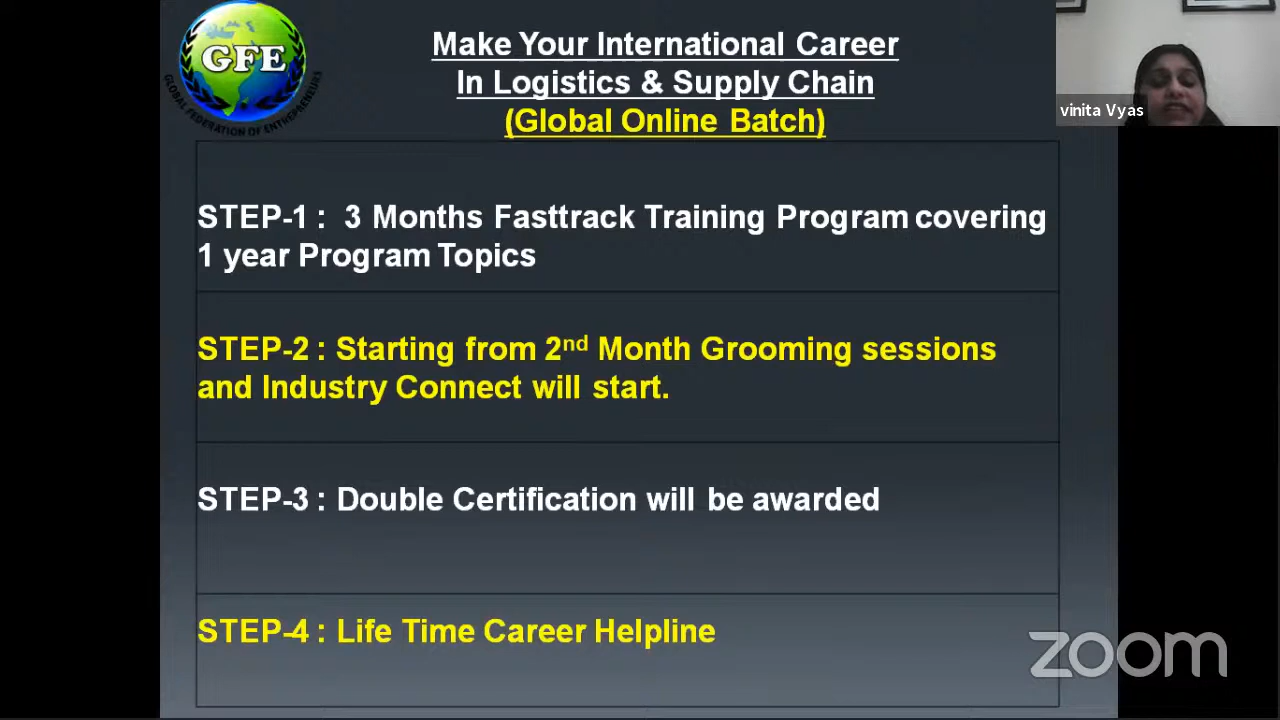 GFE
GLOBAL FEDERATION OF ENTREPRENEURS
Make Your International Career
In Logistics & Supply Chain
(Global Online Batch)
vinita Vyas
STEP-1 :  3 Months Fasttrack Training Program covering
1 year Program Topics
STEP-2 : Starting from 2nd Month Grooming sessions
and Industry Connect will start.
STEP-3 : Double Certification will be awarded
STEP-4 : Life Time Career Helpline
zoom